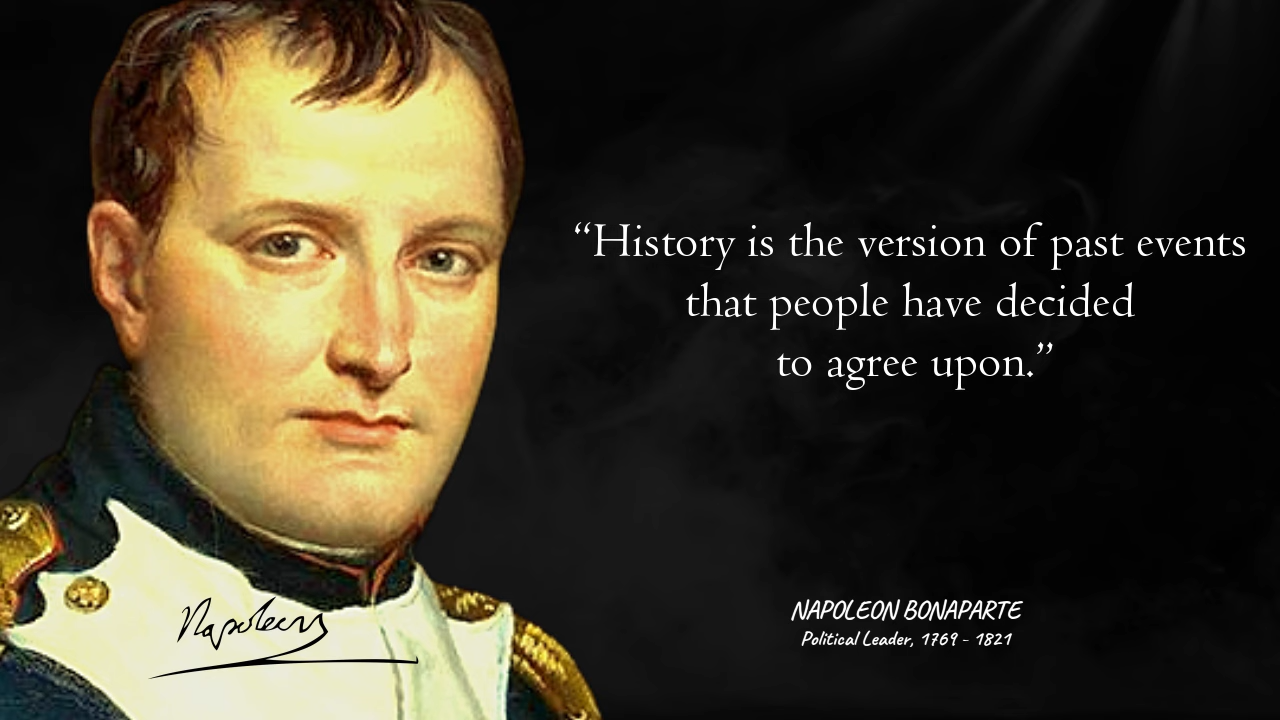 “History is the version of past events
that people have decided
to agree upon.”
Napoleon
NAPOLEON BONAPARTE
Political Leader, 1769 - 1821